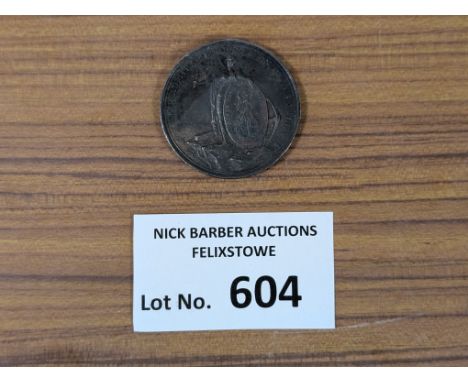 NICK BARBER AUCTIONS
FELIXSTOWE
Lot No. 604